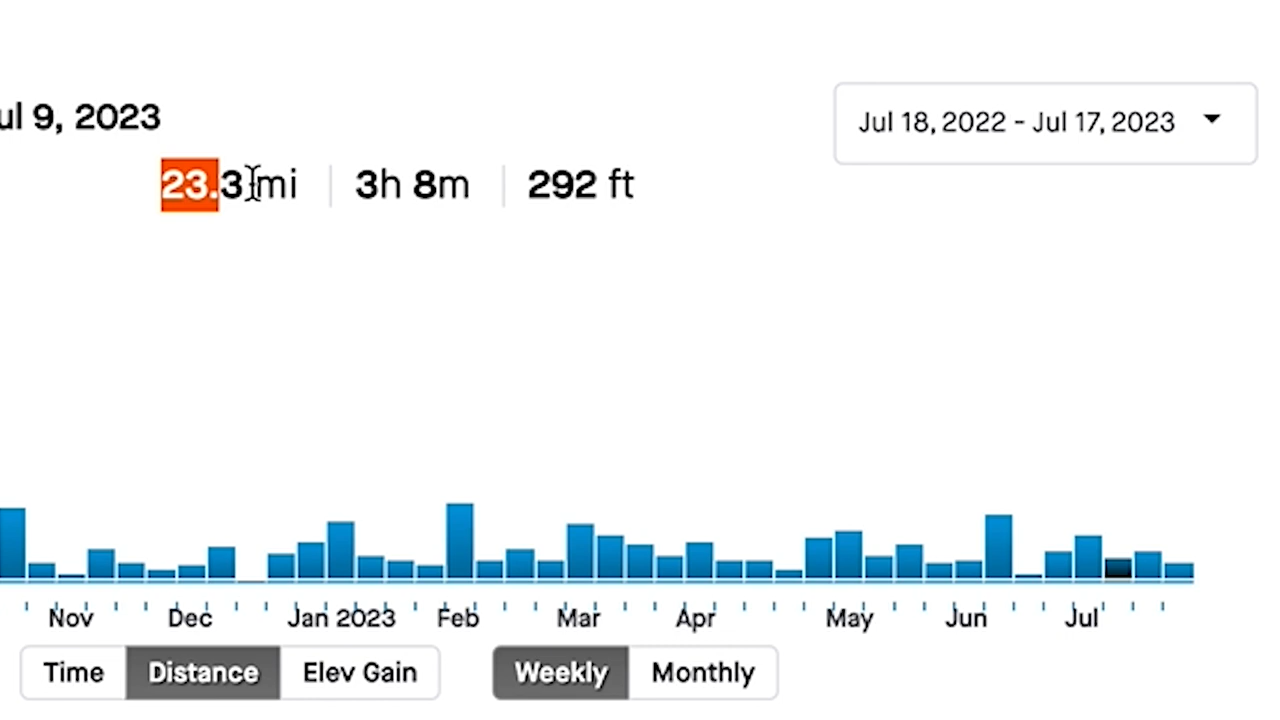 ul 9, 2023
Jul 18, 2022 - Jul 17, 2023
23.3 mi 3h 8m 292 ft
Nov Dec Jan 2023 Feb Mar Apr May Jun Jul
Time Distance Elev Gain Weekly Monthly